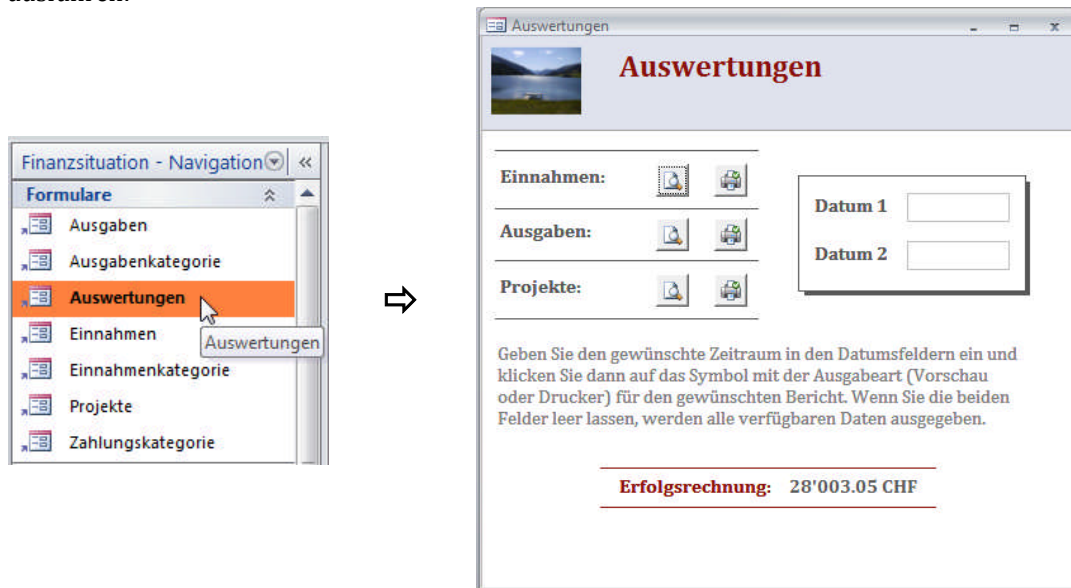 Finanzsituation - Navigation
Formulare
Ausgaben
Ausgabenkategorie
Auswertungen
Einnahmen
Auswertungen
Einnahmenkategorie
Projekte
Zahlungskategorie
Auswertungen
Auswertungen
Einnahmen:
Ausgaben:
Projekte:
Datum 1
Datum 2
Geben Sie den gewünschte Zeitraum in den Datumsfeldern ein und
klicken Sie dann auf das Symbol mit der Ausgabeart (Vorschau
oder Drucker) für den gewünschten Bericht. Wenn Sie die beiden
Felder leer lassen, werden alle verfügbaren Daten ausgegeben.
Erfolgsrechnung: 28'003.05 CHF